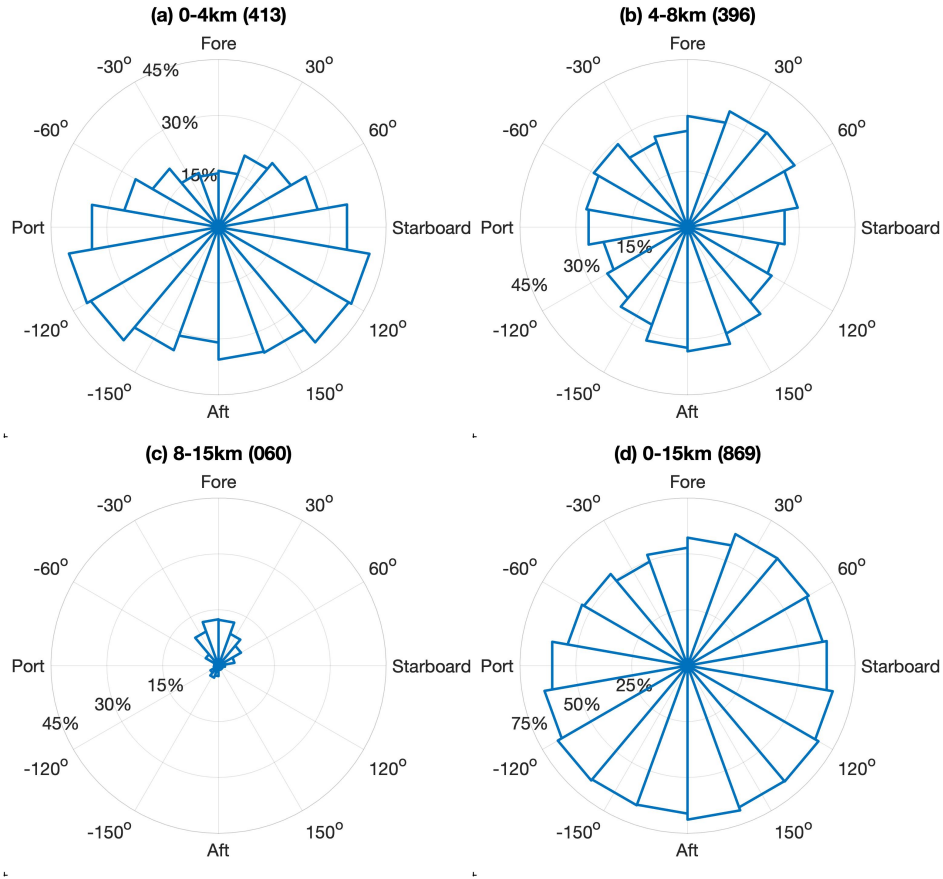 (a) 0-4km (413)
Fore
-30° 45% 30°
-60° 30% 60°
15%
Port Starboard
-120° 120°
-150° 150°
Aft
(b) 4-8km (396)
Fore
-30° 30°
-60° 60°
Port Starboard
15%
30%
45%
-120° 120°
-150° 150°
Aft
(c) 8-15km (060)
Fore
-30° 30°
-60° 60°
Port Starboard
15%
30%
45%
-120° 120°
-150° 150°
Aft
(d) 0-15km (869)
Fore
-30° 30°
-60° 60°
Port Starboard
25%
50%
75%
-120° 120°
-150° 150°
Aft